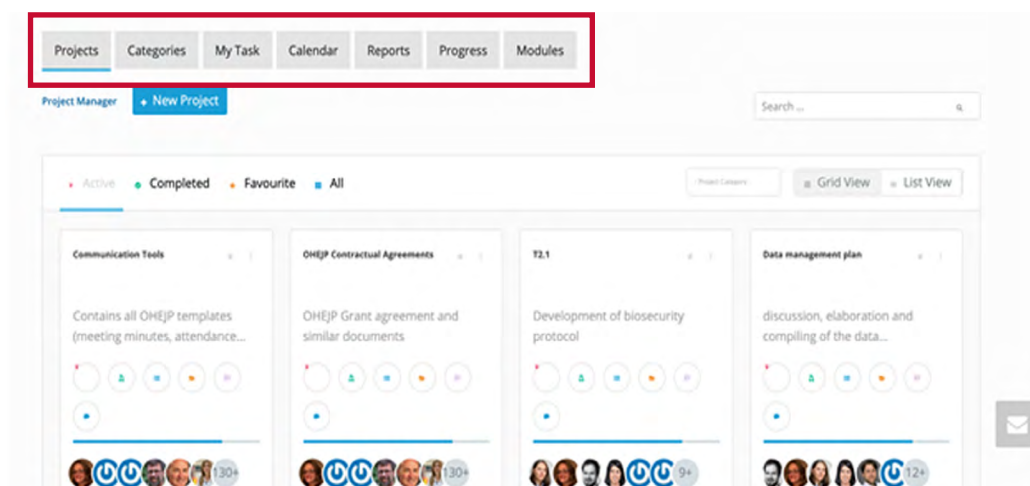 Projects Categories My Task Calendar Reports Progress Modules
Project Manager + New Project Search ...
Active Completed Favourite All - Project Category - Grid View List View
Communication Tools OHEJP Contractual Agreements T2.1 Data management plan
Contains all OHEJP templates OHEJP Grant agreement and Development of biosecurity discussion, elaboration and
(meeting minutes, attendance... similar documents protocol compiling of the data...
130+ 130+ 9+ 12+